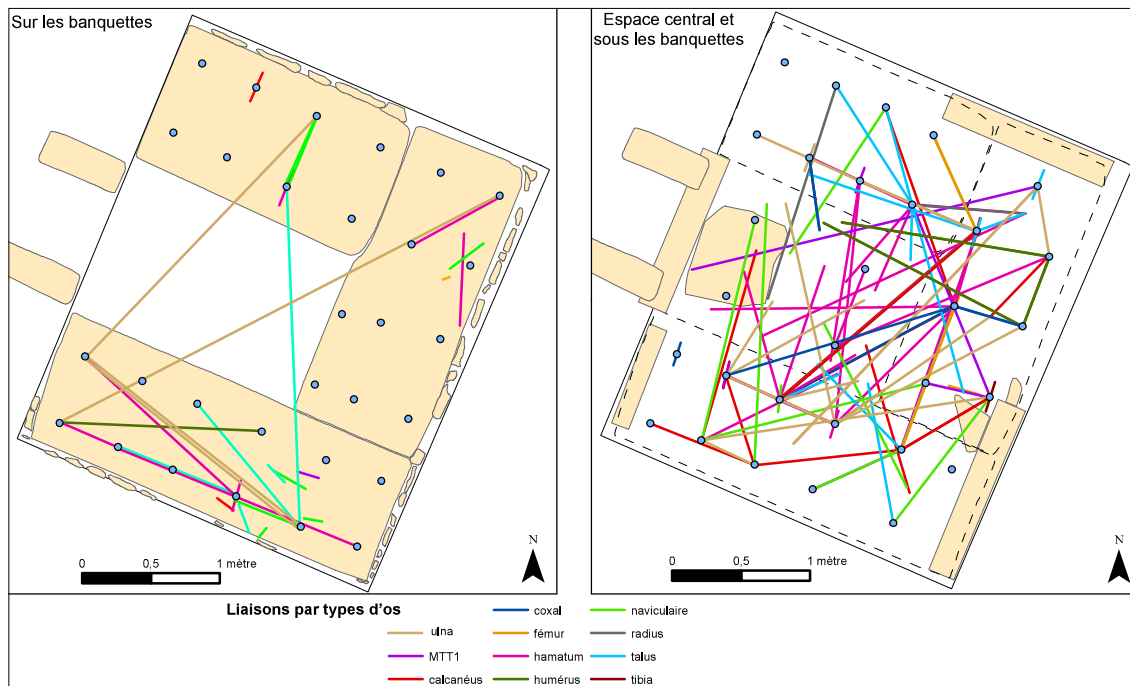 Sur les banquettes
Espace central et
sous les banquettes
N
0 0,5 1 mètre
N
0 0,5 1 mètre
Liaisons par types d'os
ulna
MTT1
calcanéus
coxal
fémur
hamatum
humérus
naviculaire
radius
talus
tibia